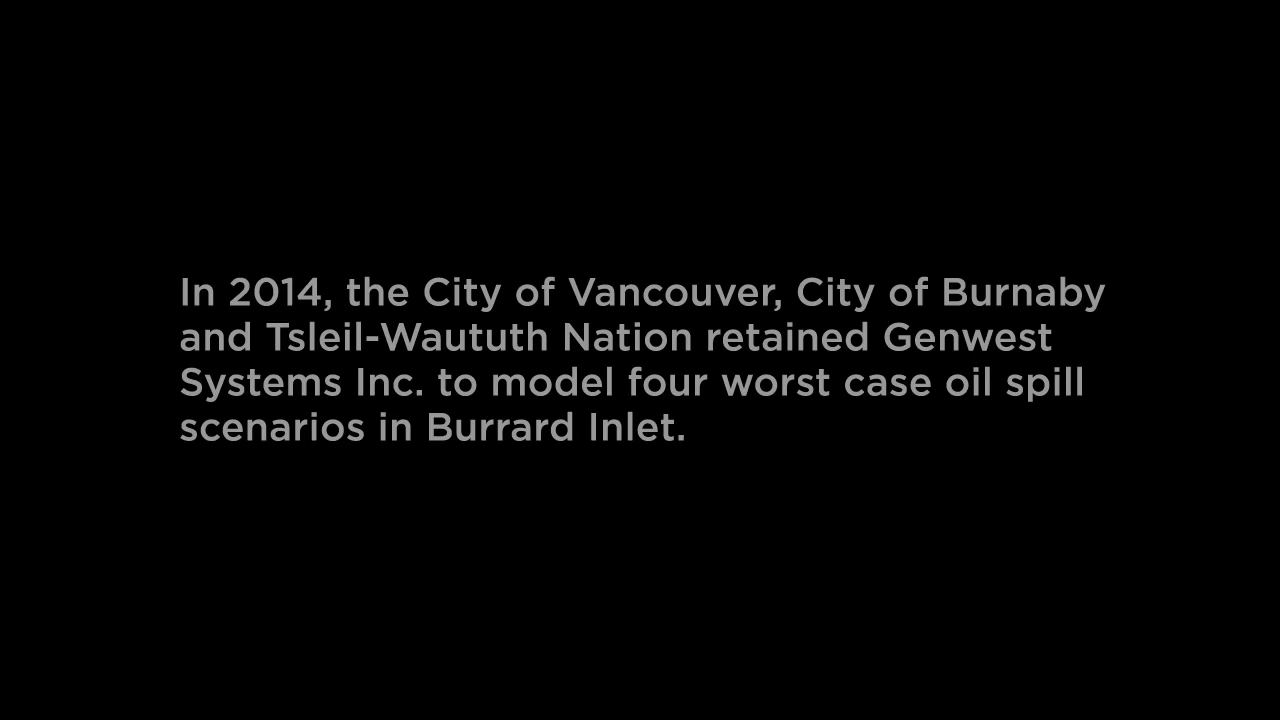 In 2014, the City of Vancouver, City of Burnaby
and Tsleil-Waututh Nation retained Genwest
Systems Inc. to model four worst case oil spill
scenarios in Burrard Inlet.